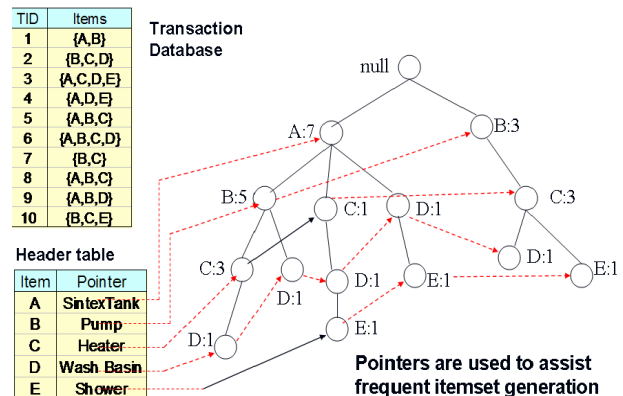 TID Items
1 {A,B}
2 {B,C,D}
3 {A,C,D,E}
4 {A,D,E}
5 {A,B,C}
6 {A,B,C,D}
7 {B,C}
8 {A,B,C}
9 {A,B,D}
10 {B,C,E}
Transaction
Database
null
A:7
B:3
B:5
C:1
D:1
C:3
C:3
D:1
D:1
E:1
D:1
E:1
D:1
E:1
Header table
Item Pointer
A SintexTank
B Pump
C Heater
D Wash Basin
E Shower
Pointers are used to assist
frequent itemset generation